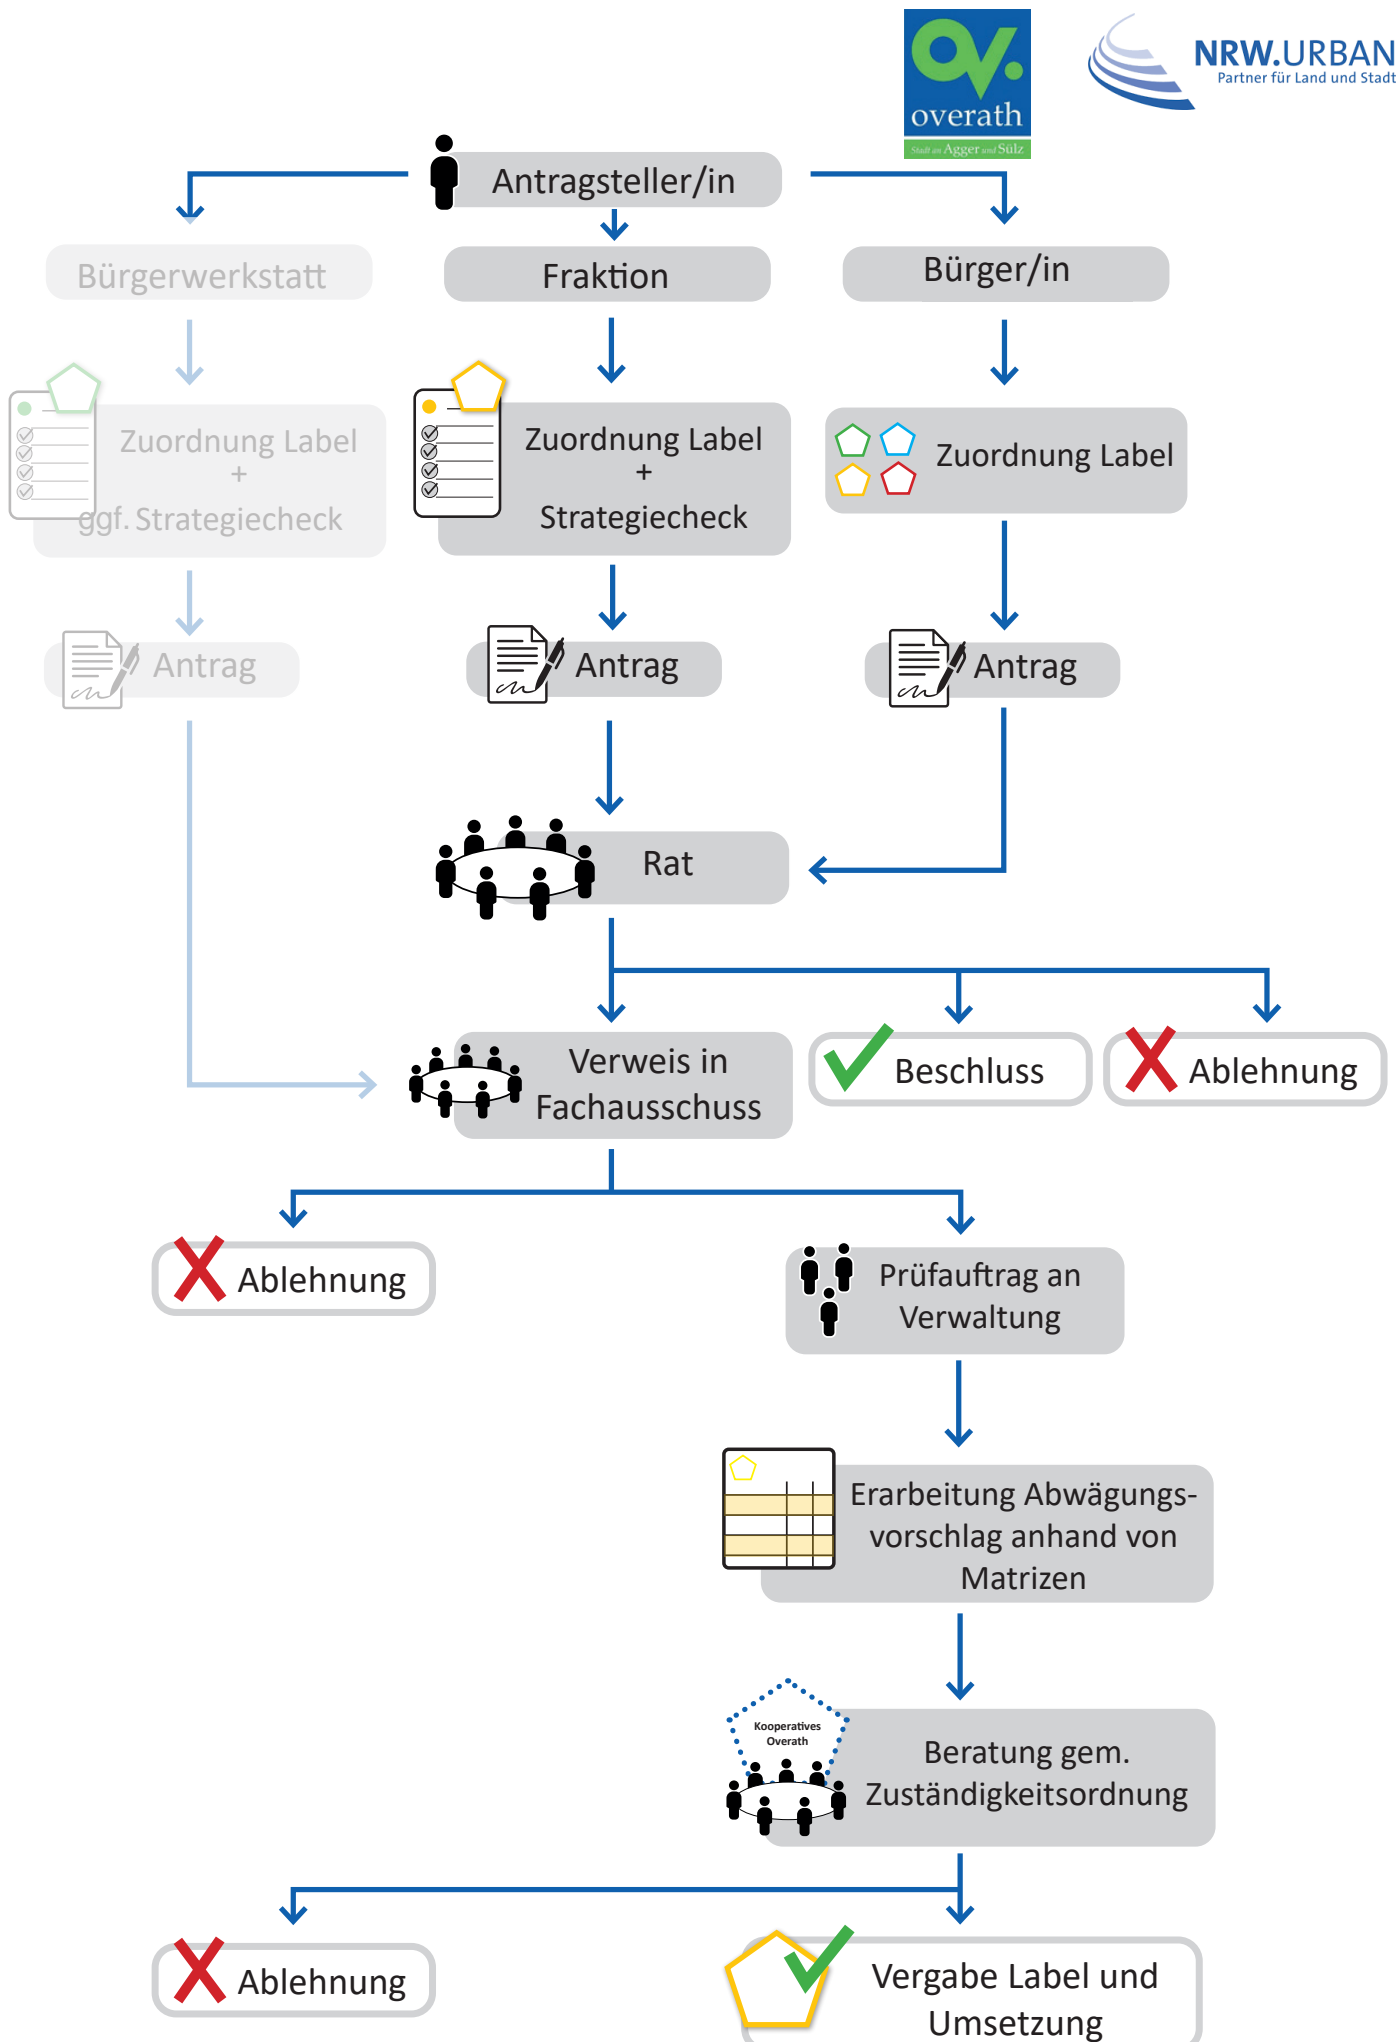 ov.
overath
Stadt an Agger und Sülz
NRW.URBAN
Partner für Land und Stadt
Antragsteller/in
Bürgerwerkstatt
Fraktion
Bürger/in
Zuordnung Label
+
ggf. Strategiecheck
Zuordnung Label
+
Strategiecheck
Zuordnung Label
Antrag
Antrag
Antrag
Rat
Verweis in
Fachausschuss
Beschluss
Ablehnung
Ablehnung
Prüfauftrag an
Verwaltung
Erarbeitung Abwägungs-
vorschlag anhand von
Matrizen
Kooperatives
Overath
Beratung gem.
Zuständigkeitsordnung
Ablehnung
Vergabe Label und
Umsetzung